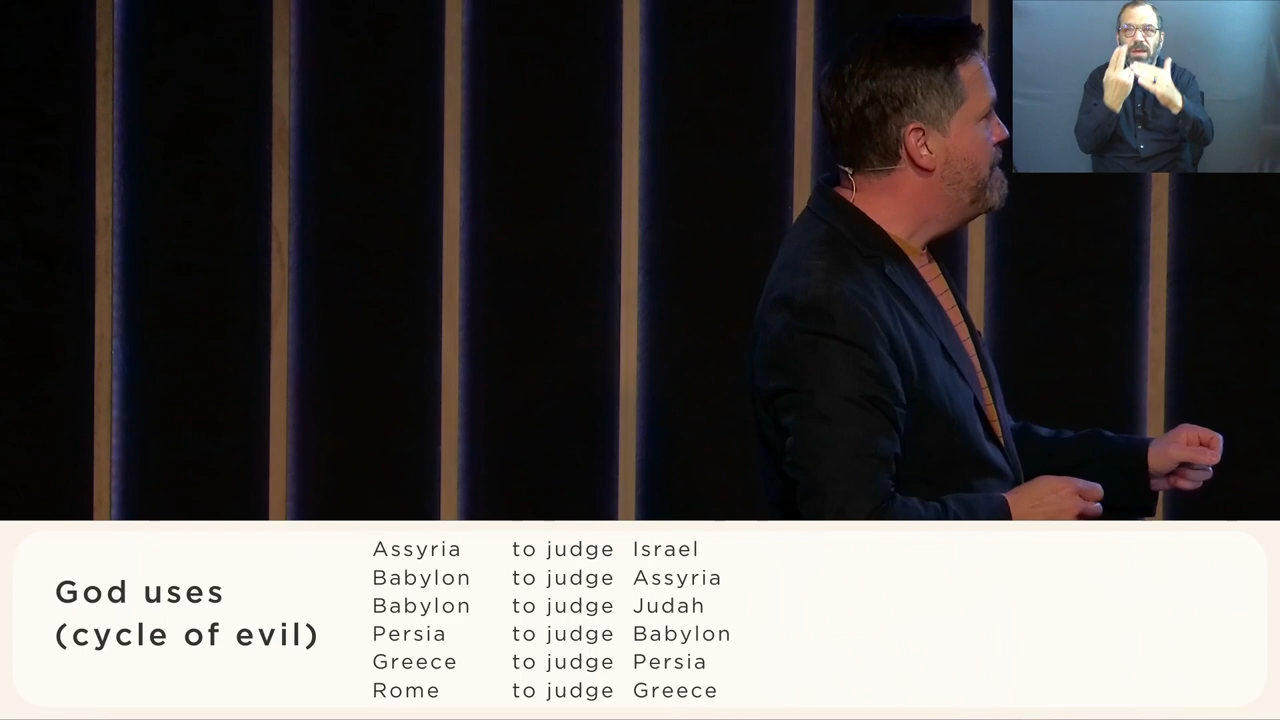 God uses
(cycle of evil)
Assyria to judge Israel
Babylon to judge Assyria
Babylon to judge Judah
Persia to judge Babylon
Greece to judge Persia
Rome to judge Greece